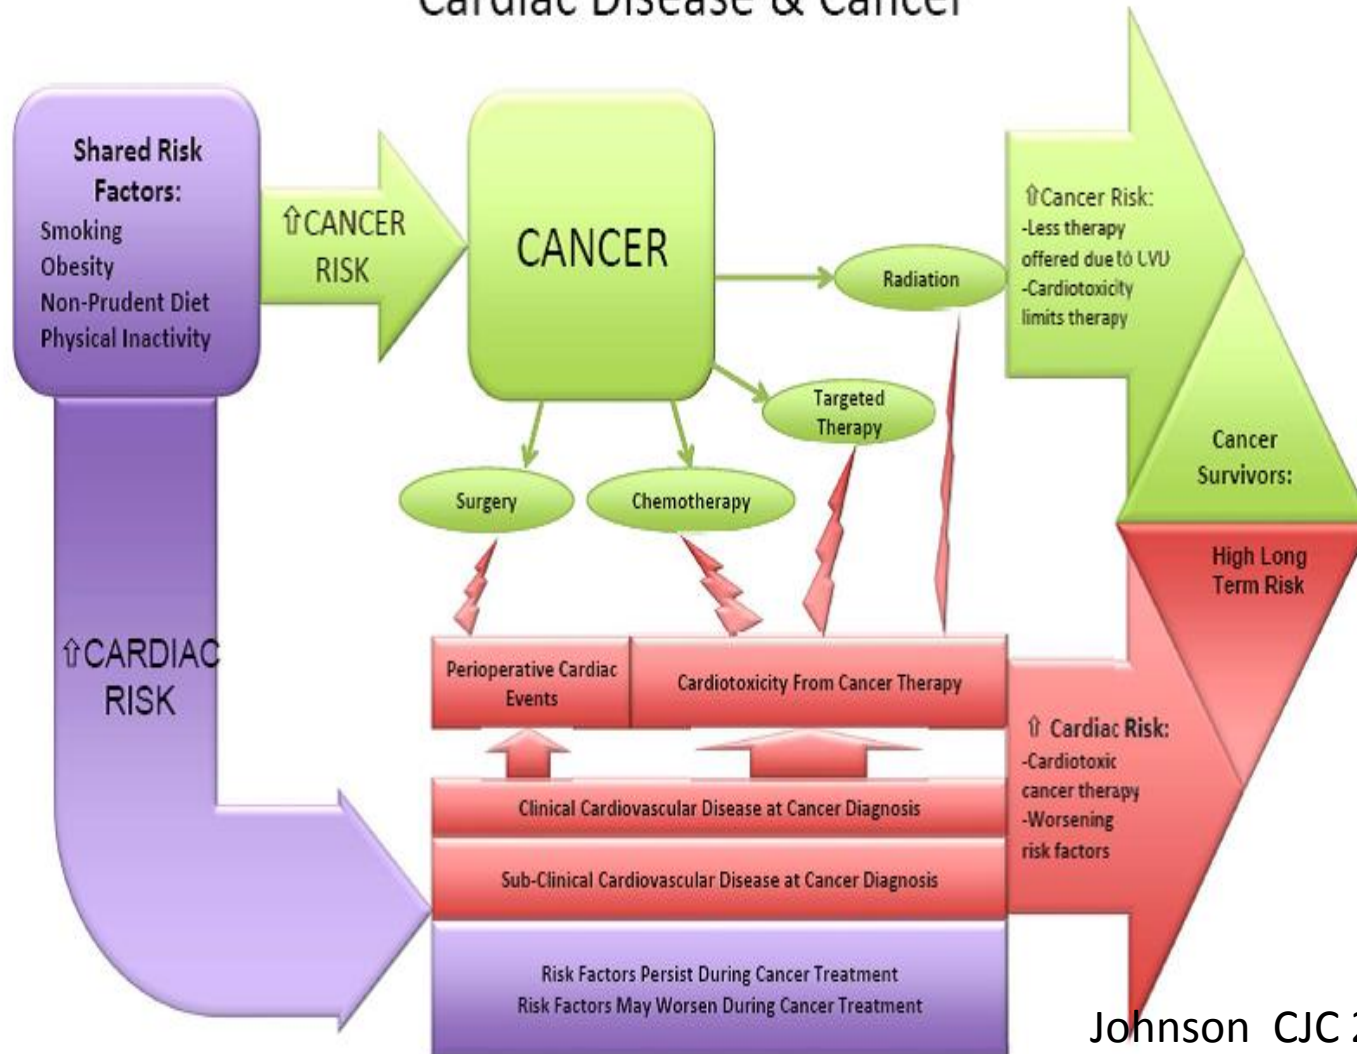 Cardiac Disease & Cancer
Shared Risk
Factors:
Smoking
Obesity
Non-Prudent Diet
Physical Inactivity
⇧CANCER
RISK
CANCER
Radiation
Targeted
Therapy
Surgery
Chemotherapy
⇧Cancer Risk:
-Less therapy
offered due to CVD
-Cardiotoxicity
limits therapy
Cancer
Survivors:
High Long
Term Risk
⇧CARDIAC
RISK
Perioperative Cardiac
Events
Cardiotoxicity From Cancer Therapy
Clinical Cardiovascular Disease at Cancer Diagnosis
Sub-Clinical Cardiovascular Disease at Cancer Diagnosis
Risk Factors Persist During Cancer Treatment
Risk Factors May Worsen During Cancer Treatment
⇧ Cardiac Risk:
-Cardiotoxic
cancer therapy
-Worsening
risk factors
Johnson CJC 2